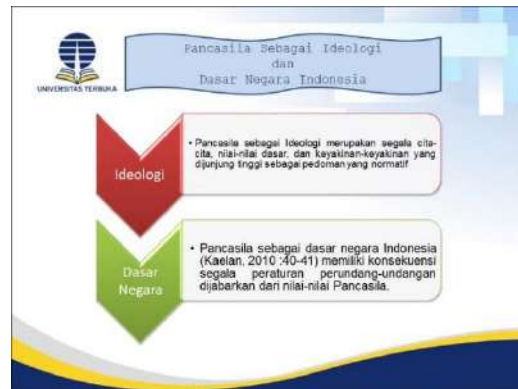 Pancasila Sebagai Ideologi
dan
Dasar Negara Indonesia
UNIVERSITAS TERBUKA
Ideologi
• Pancasila sebagai Ideologi merupakan segala cita-
cita, nilai-nilai dasar, dan keyakinan-keyakinan yang
dijunjung tinggi sebagai pedoman yang normatif
Dasar
Negara
• Pancasila sebagai dasar negara Indonesia
(Kaelan, 2010 :40-41) memiliki konsekuensi
segala peraturan perundang-undangan
dijabarkan dari nilai-nilai Pancasila.